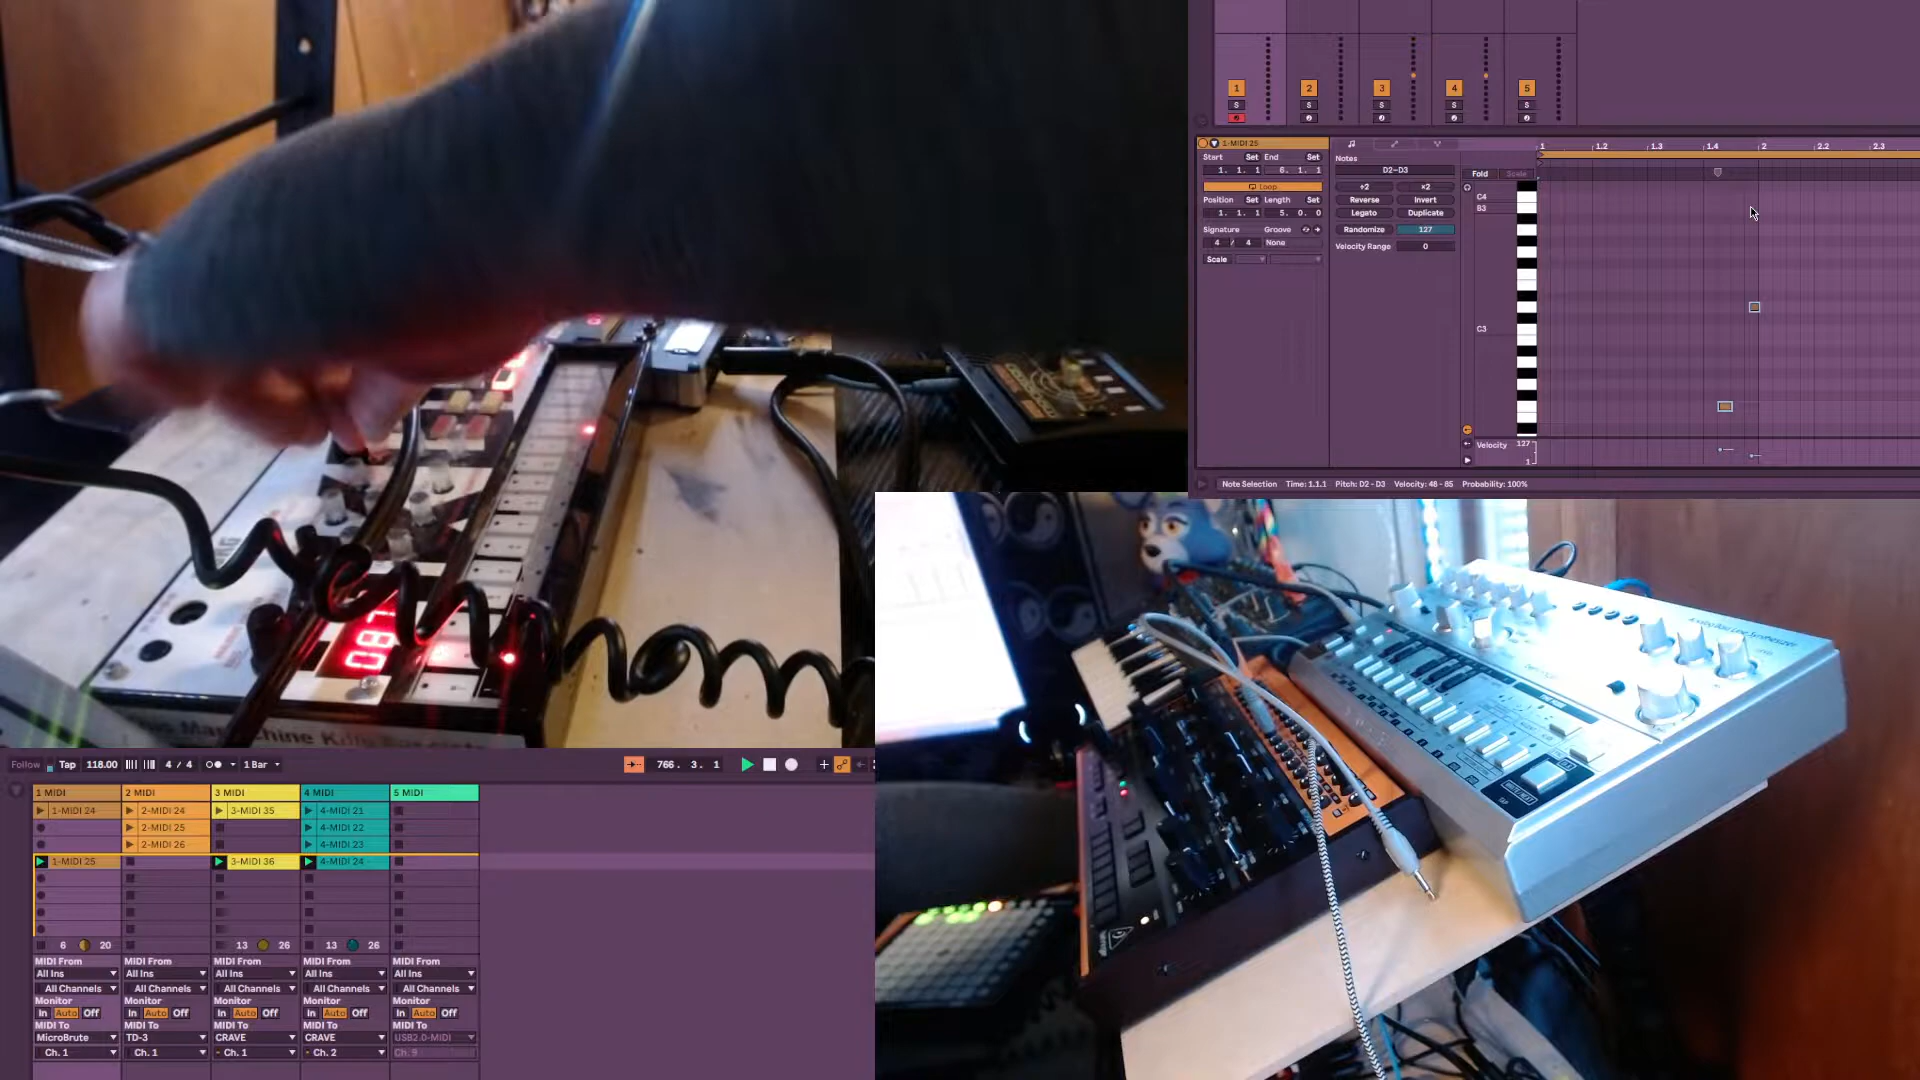 1 2 3 4 5
S S S S S
1-MIDI 25
Start Set End Set
1. 1. 1 6. 1. 1
Loop
Position Set Length Set
1. 1. 1 5. 0. 0
Signature Groove
4 / 4 None
Scale
Notes
D2-D3
÷2 ×2
Reverse Invert
Legato Duplicate
Randomize 127
Velocity Range 0
1 1.2 1.3 1.4 2 2.2 2.3
Fold Scale
C4
B3
C3
Velocity 127
1
Note Selection Time: 1.1.1 Pitch: D2 - D3 Velocity: 48 - 65 Probability: 100%
Follow Tap 118.00 4 / 4 1 Bar 766. 3. 1
1 MIDI 2 MIDI 3 MIDI 4 MIDI 5 MIDI
1-MIDI 24 2-MIDI 24 3-MIDI 35 4-MIDI 21
2-MIDI 25 4-MIDI 22
2-MIDI 26 4-MIDI 23
1-MIDI 25 3-MIDI 36 4-MIDI 24
6 20 13 26 13 26
MIDI From MIDI From MIDI From MIDI From MIDI From
All Ins All Ins All Ins All Ins All Ins
All Channels All Channels All Channels All Channels All Channels
Monitor Monitor Monitor Monitor Monitor
In Auto Off In Auto Off In Auto Off In Auto Off In Auto Off
MIDI To MIDI To MIDI To MIDI To MIDI To
MicroBrute TD-3 CRAVE CRAVE USB2.0-MIDI
Ch. 1 Ch. 1 Ch. 1 Ch. 2 Ch. 9